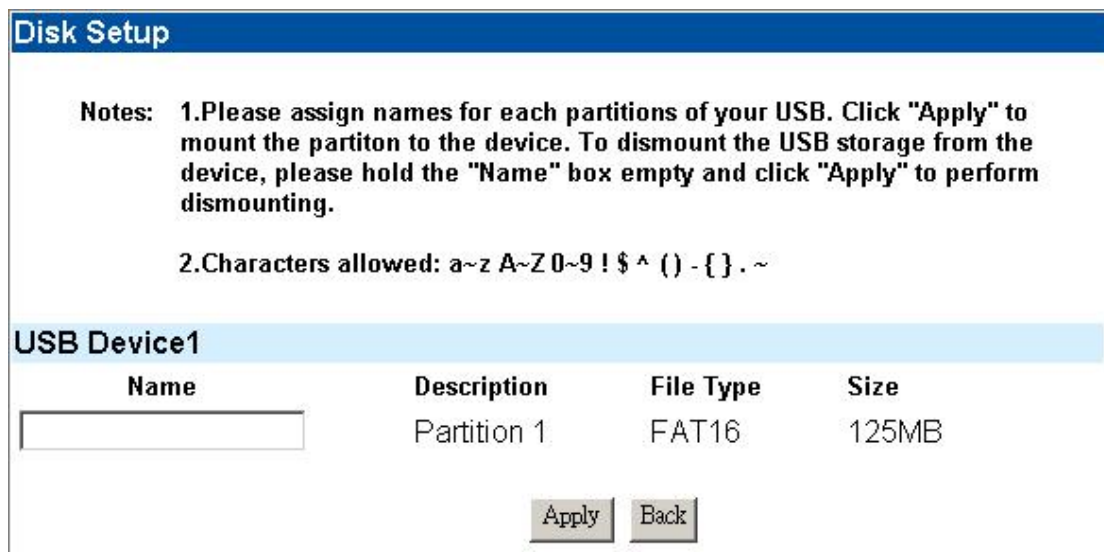 Disk Setup
Notes: 1.Please assign names for each partitions of your USB. Click "Apply" to
mount the partiton to the device. To dismount the USB storage from the
device, please hold the "Name" box empty and click "Apply" to perform
dismounting.
2.Characters allowed: a~z A~Z 0~9 ! $ ^ () - { } . ~
USB Device1
Name Description File Type Size
Partition 1 FAT16 125MB
Apply Back